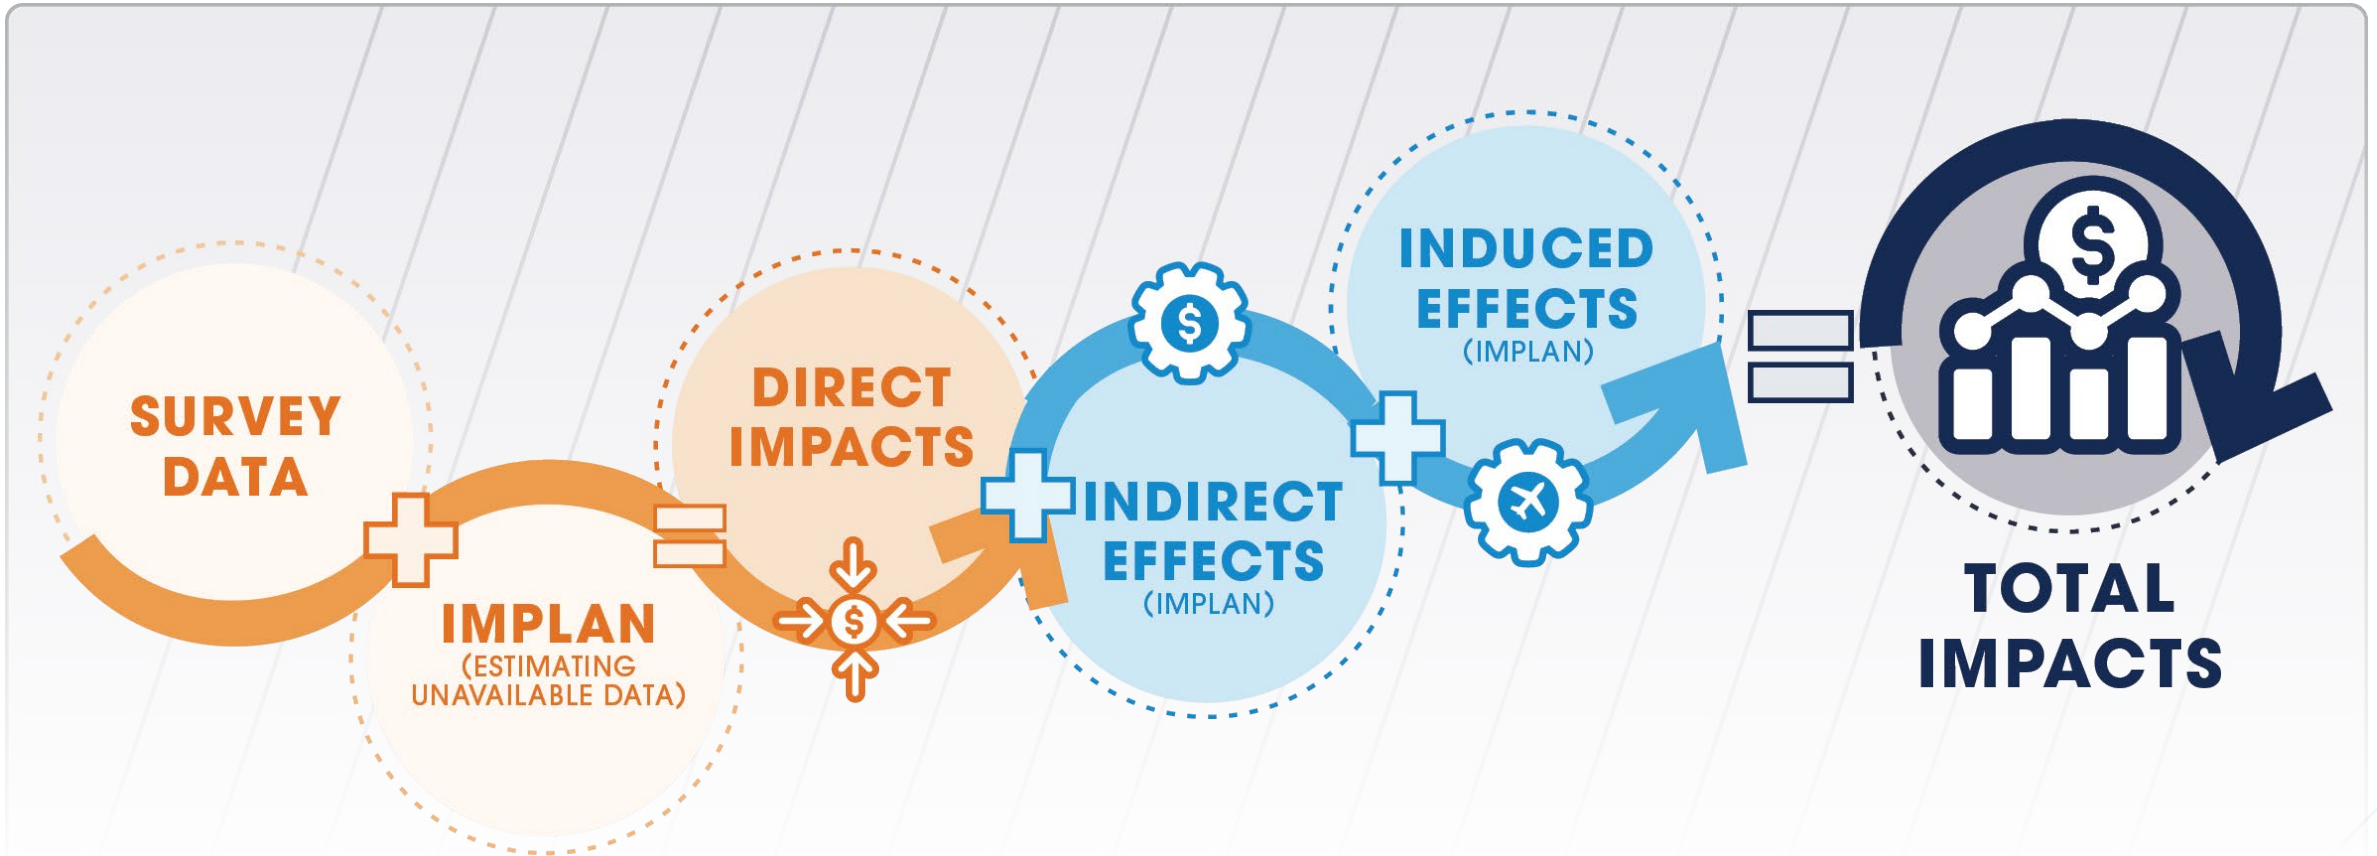 SURVEY
DATA
IMPLAN
(ESTIMATING
UNAVAILABLE DATA)
DIRECT
IMPACTS
$
INDIRECT
EFFECTS
(IMPLAN)
$
INDUCED
EFFECTS
(IMPLAN)
$
TOTAL
IMPACTS